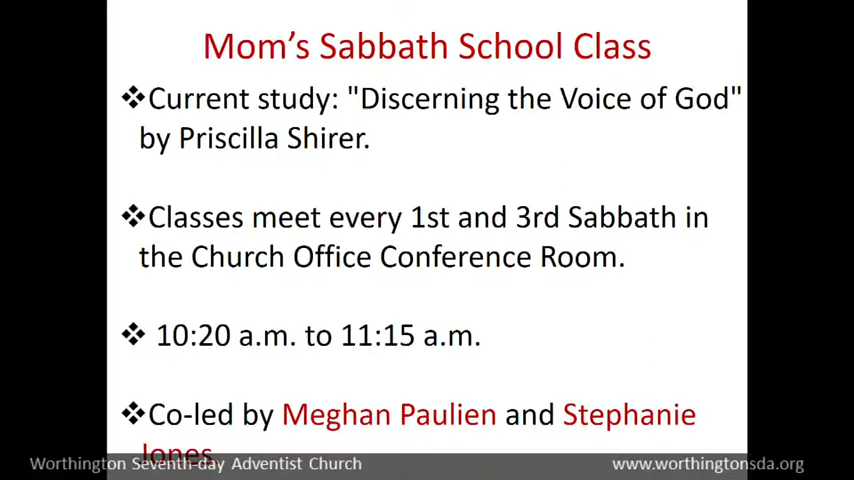 Mom's Sabbath School Class
❖Current study: "Discerning the Voice of God"
by Priscilla Shirer.
❖Classes meet every 1st and 3rd Sabbath in
the Church Office Conference Room.
❖ 10:20 a.m. to 11:15 a.m.
❖Co-led by Meghan Paulien and Stephanie
Jones
Worthington Seventh-day Adventist Church
www.worthingtonsda.org